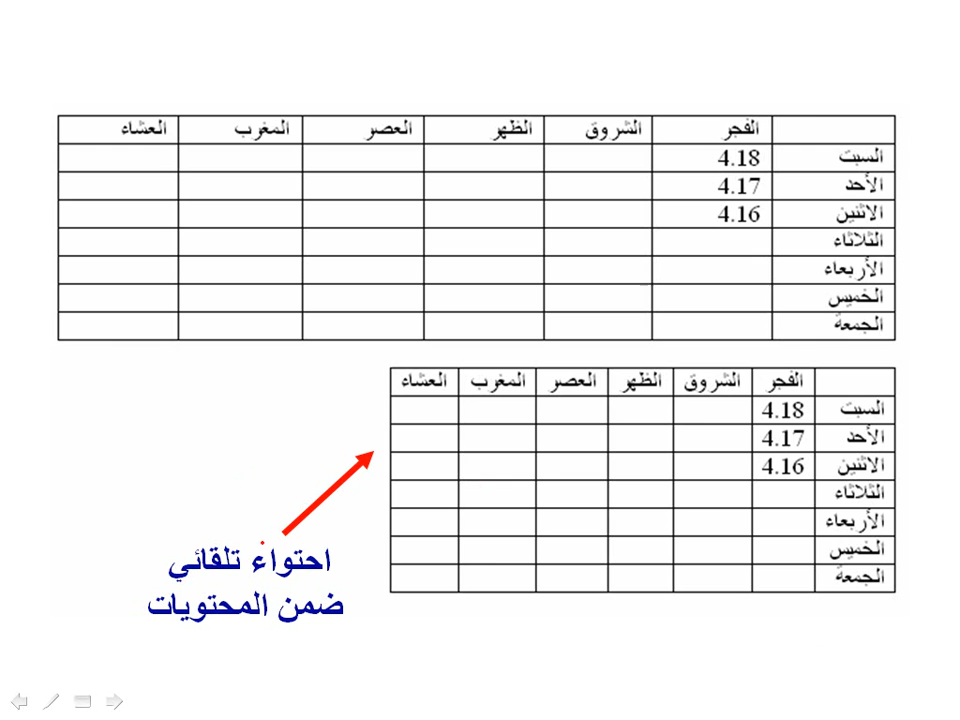 الفجر الشروق الظهر العصر المغرب العشاء
السبت 4.18
الأحد 4.17
الاثنين 4.16
الثلاثاء
الأربعاء
الخميس
الجمعة
الفجر الشروق الظهر العصر المغرب العشاء
السبت 4.18
الأحد 4.17
الاثنين 4.16
الثلاثاء
الأربعاء
الخميس
الجمعة
احتواء تلقائي
ضمن المحتويات